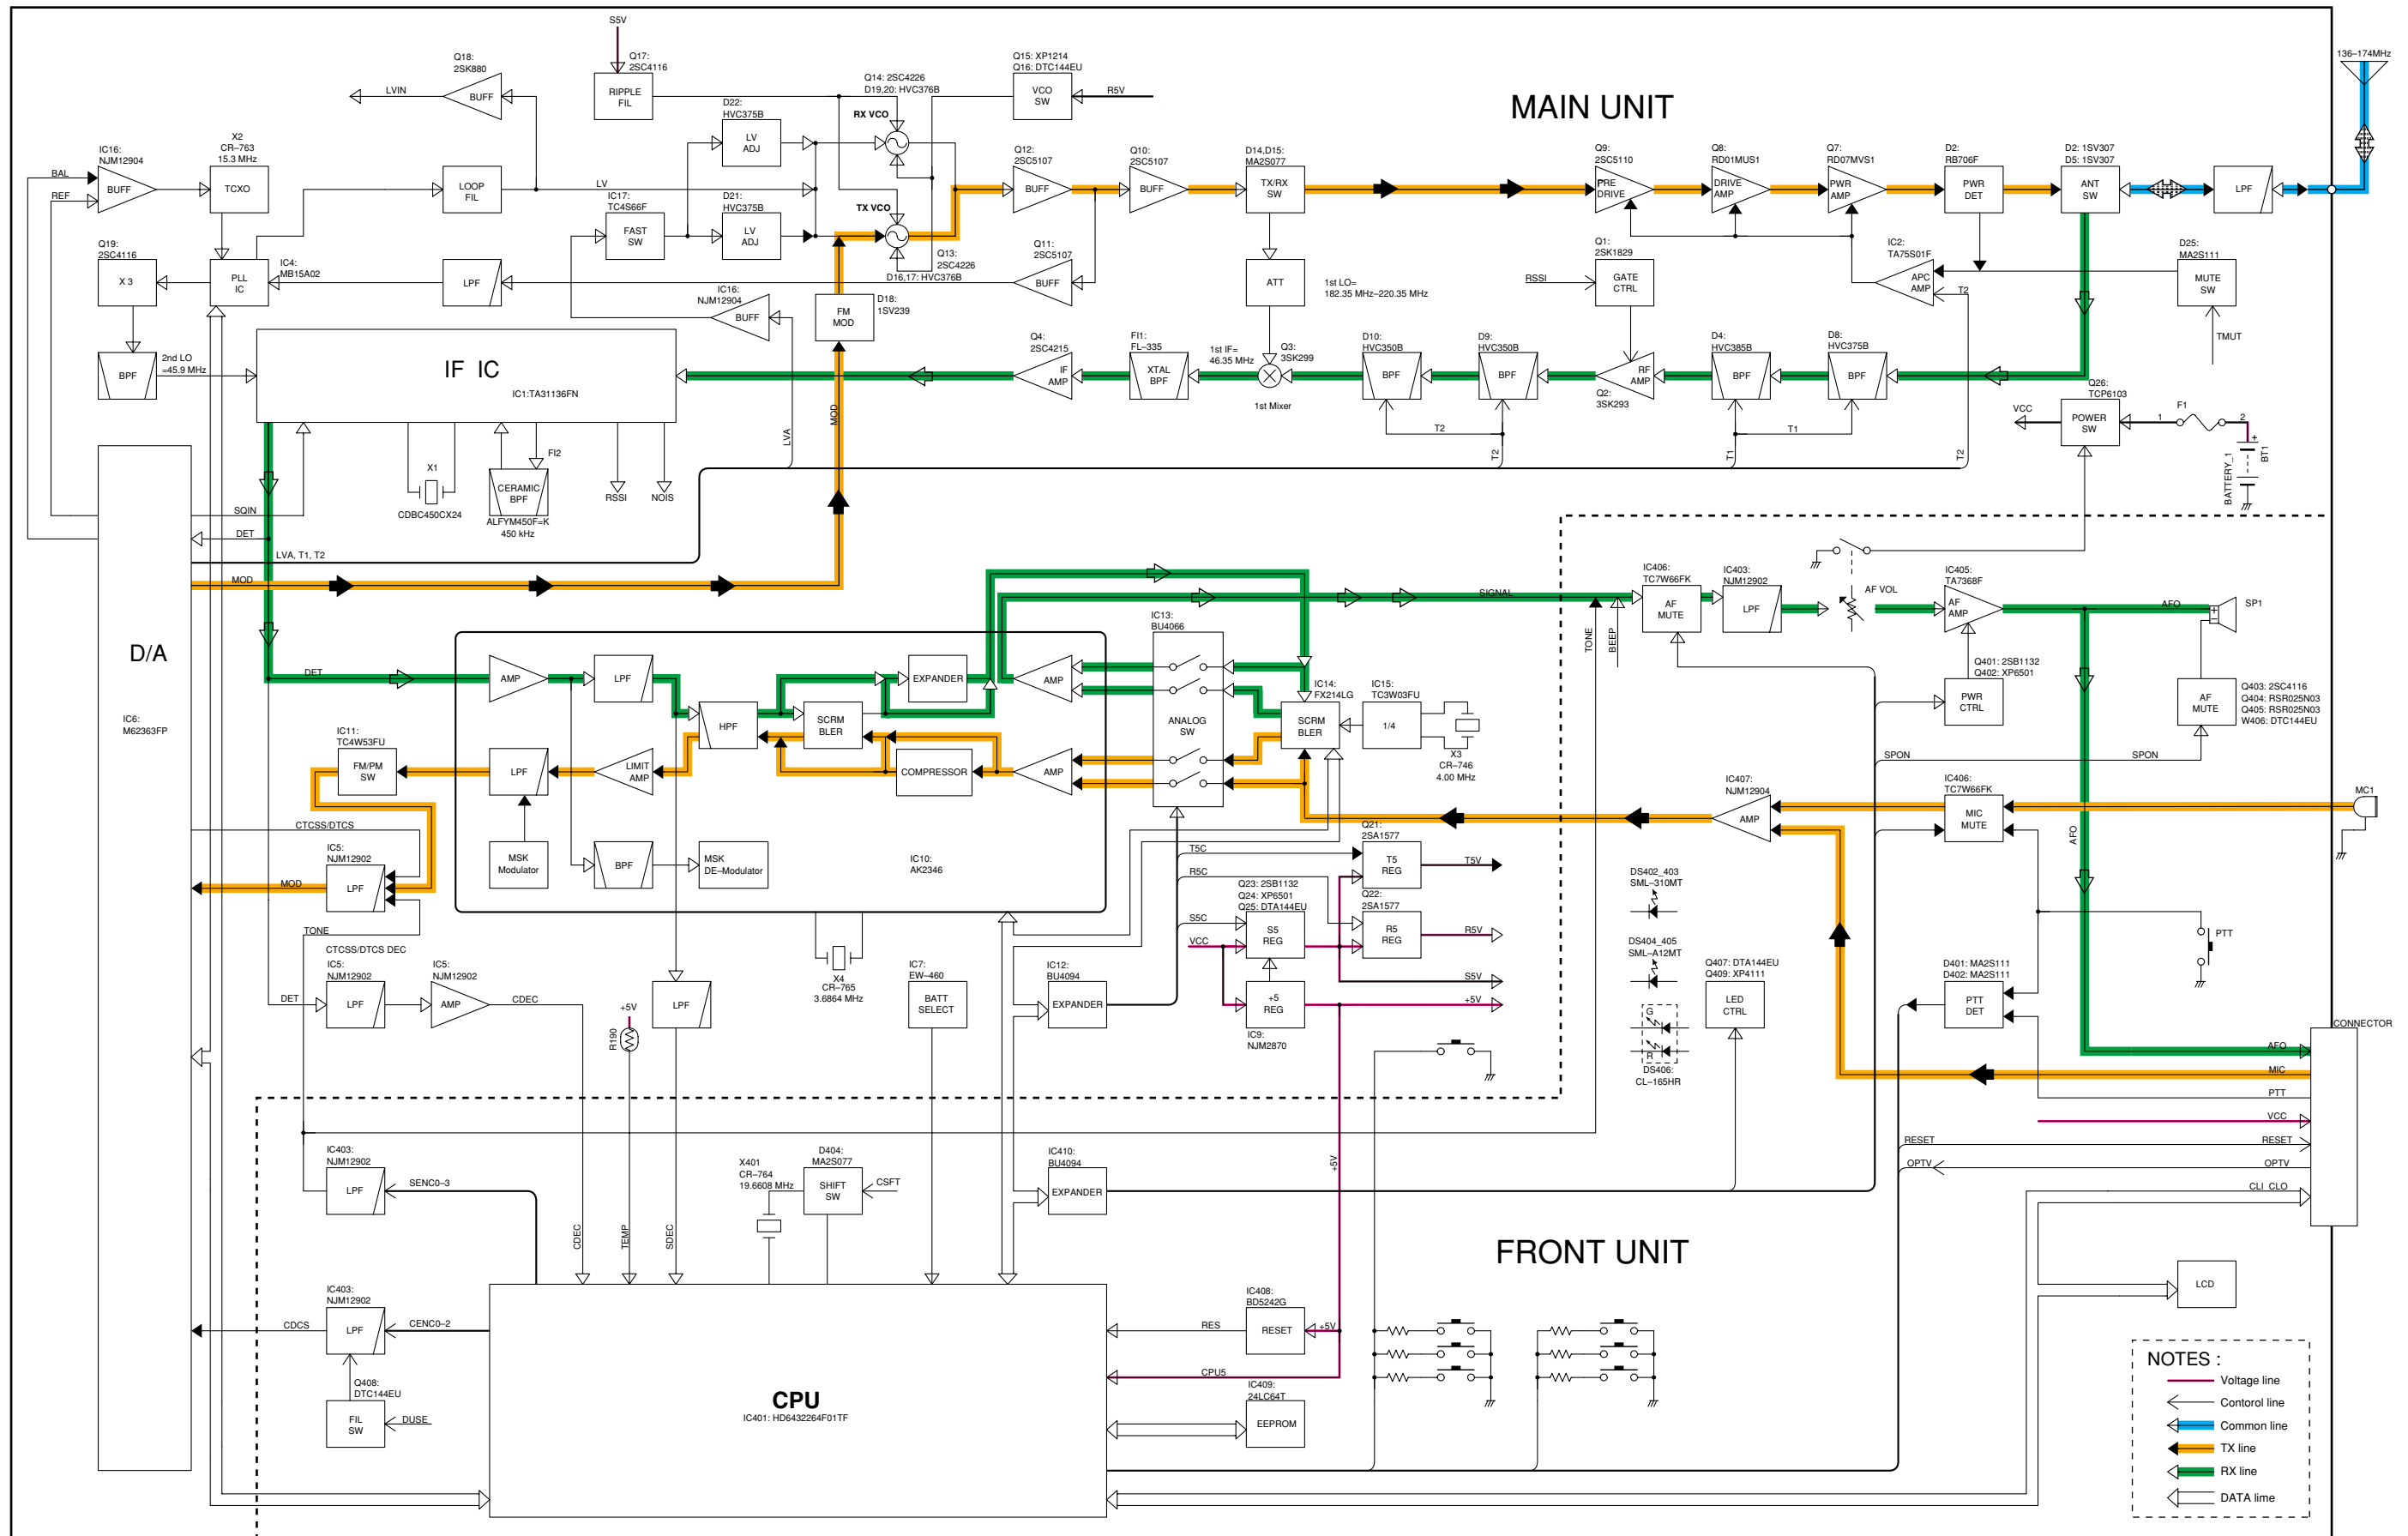 MAIN UNIT
136–174MHz
S5V
Q17:
2SC4116
RIPPLE
FIL
Q18:
2SK880
LVIN
BUFF
Q14: 2SC4226
D19,20: HVC376B
RX VCO
Q15: XP1214
Q16: DTC144EU
VCO
SW
R5V
D22:
HVC375B
LV
ADJ
IC16:
NJM12904
BAL
REF
BUFF
X2
CR–763
15.3 MHz
TCXO
LOOP
FIL
LV
IC17:
TC4S66F
FAST
SW
D21:
HVC375B
LV
ADJ
TX VCO
Q13:
2SC4226
D16,17: HVC376B
Q12:
2SC5107
BUFF
Q10:
2SC5107
BUFF
D14,D15:
MA2S077
TX/RX
SW
Q9:
2SC5110
PRE
DRIVE
Q8:
RD01MUS1
DRIVE
AMP
Q7:
RD07MVS1
PWR
AMP
D2:
RB706F
PWR
DET
D2: 1SV307
D5: 1SV307
ANT
SW
LPF
Q19:
2SC4116
X 3
PLL
IC
IC4:
MB15A02
LPF
IC16:
NJM12904
BUFF
D18:
1SV239
FM
MOD
Q11:
2SC5107
BUFF
ATT
1st LO=
182.35 MHz–220.35 MHz
RSSI
Q1:
2SK1829
GATE
CTRL
IC2:
TA75S01F
APC
AMP
T2
D25:
MA2S111
MUTE
SW
TMUT
BPF
2nd LO
=45.9 MHz
IF IC
IC1:TA31136FN
Q4:
2SC4215
IF
AMP
FI1:
FL–335
XTAL
BPF
1st IF=
46.35 MHz
Q3:
3SK299
1st Mixer
D10:
HVC350B
BPF
D9:
HVC350B
BPF
RF
AMP
Q2:
3SK293
D4:
HVC385B
BPF
D8:
HVC375B
BPF
T2
T1
T2
T1
T2
Q26:
TCP6103
VCC
POWER
SW
1
F1
2
BATTERY_1
+
BT1
X1
CDBC450CX24
FI2
CERAMIC
BPF
ALFYM450F=K
450 kHz
RSSI
NOIS
MOD
LVA
SQIN
DET
LVA, T1, T2
MOD
D/A
IC6:
M62363FP
IC13:
BU4066
ANALOG
SW
SIGNAL
TONE
BEEP
IC406:
TC7W66FK
AF
MUTE
IC403:
NJM12902
LPF
AF VOL
IC405:
TA7368F
AF
AMP
AFO
SP1
DET
AMP
LPF
HPF
SCRM
BLER
EXPANDER
AMP
IC14:
FX214LG
SCRM
BLER
IC15:
TC3W03FU
1/4
X3
CR–746
4.00 MHz
Q401: 2SB1132
Q402: XP6501
PWR
CTRL
AF
MUTE
Q403: 2SC4116
Q404: RSR025N03
Q405: RSR025N03
W406: DTC144EU
SPON
SPON
IC11:
TC4W53FU
FM/PM
SW
LPF
LIMIT
AMP
COMPRESSOR
AMP
IC407:
NJM12904
AMP
IC406:
TC7W66FK
MIC
MUTE
MC1
AFO
CTCSS/DTCS
IC5:
NJM12902
LPF
MOD
TONE
MSK
Modulator
BPF
MSK
DE–Modulator
IC10:
AK2346
T5C
Q21:
2SA1577
T5
REG
T5V
R5C
Q23: 2SB1132
Q24: XP6501
Q25: DTA144EU
Q22:
2SA1577
R5
REG
R5V
S5C
VCC
S5
REG
S5V
+5
REG
+5V
IC9:
NJM2870
DS402_403
SML–310MT
DS404_405
SML–A12MT
G
R
DS406:
CL–165HR
Q407: DTA144EU
Q409: XP4111
LED
CTRL
D401: MA2S111
D402: MA2S111
PTT
DET
PTT
CTCSS/DTCS DEC
IC5:
NJM12902
DET
LPF
IC5:
NJM12902
AMP
CDEC
+5V
R190
LPF
X4
CR–765
3.6864 MHz
IC7:
EW–460
BATT
SELECT
IC12:
BU4094
EXPANDER
CONNECTOR
AFO
MIC
PTT
VCC
RESET
RESET
OPTV
OPTV
CLI CLO
IC403:
NJM12902
LPF
SENC0–3
CDEC
TEMP
SDEC
X401
CR–764
19.6608 MHz
D404:
MA2S077
SHIFT
SW
CSFT
IC410:
BU4094
EXPANDER
+5V
FRONT UNIT
LCD
CDCS
IC403:
NJM12902
LPF
CENC0–2
Q408:
DTC144EU
FIL
SW
DUSE
CPU
IC401: HD6432264F01TF
RES
IC408:
BD5242G
RESET
+5V
CPU5
IC409:
24LC64T
EEPROM
NOTES :
Voltage line
Contorol line
Common line
TX line
RX line
DATA lime